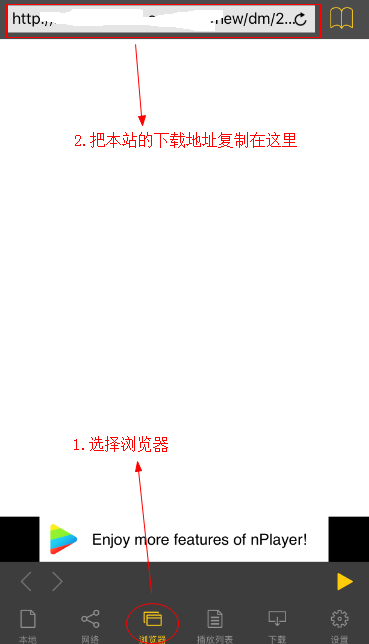 http:/
new/dm/2...
2.把本站的下载地址复制在这里
1.选择浏览器
Enjoy more features of nPlayer!
本地
网络
浏览器
播放列表
下载
设置